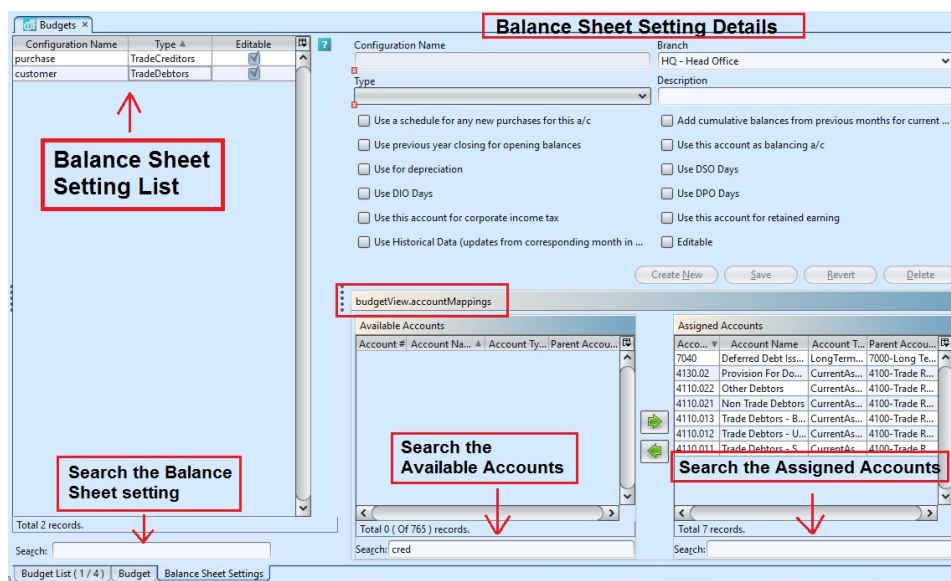 Budgets ×
Balance Sheet Setting Details
Configuration Name Type Editable
purchase TradeCreditors
customer TradeDebtors
Balance Sheet
Setting List
Search the Balance
Sheet setting
Total 2 records.
Search:
?
Configuration Name
Branch
HQ - Head Office
Type
Description
Use a schedule for any new purchases for this a/c
Add cumulative balances from previous months for current ...
Use previous year closing for opening balances
Use this account as balancing a/c
Use for depreciation
Use DSO Days
Use DIO Days
Use DPO Days
Use this account for corporate income tax
Use this account for retained earning
Use Historical Data (updates from corresponding month in ...
Editable
Create New Save Revert Delete
budgetView.accountMappings
Available Accounts
Account # Account Na... Account Ty... Parent Accou...
Search the
Available Accounts
Total 0 ( Of 765 ) records.
Search: cred
Assigned Accounts
Acco... Account Name Account T... Parent Accou...
7040 Deferred Debt Iss... LongTerm... 7000-Long Te...
4130.02 Provision For Do... CurrentAs... 4100-Trade R...
4110.022 Other Debtors CurrentAs... 4100-Trade R...
4110.021 Non Trade Debtors CurrentAs... 4100-Trade R...
4110.013 Trade Debtors - B... CurrentAs... 4100-Trade R...
4110.012 Trade Debtors - U... CurrentAs... 4100-Trade R...
4110.011 Trade Debtors - S... CurrentAs... 4100-Trade R...
Search the Assigned Accounts
Total 7 records.
Search:
Budget List ( 1 / 4 ) Budget Balance Sheet Settings